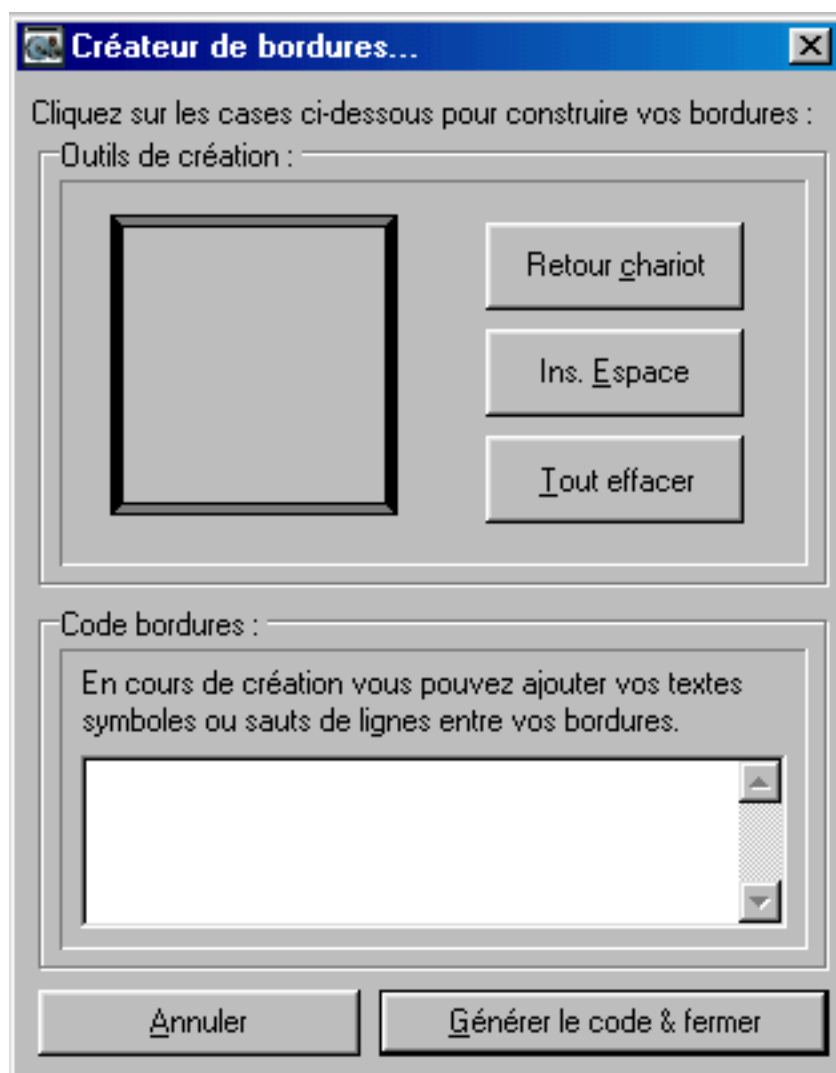 Créateur de bordures...
Cliquez sur les cases ci-dessous pour construire vos bordures :
Outils de création :
Retour chariot
Ins. Espace
Tout effacer
Code bordures :
En cours de création vous pouvez ajouter vos textes
symboles ou sauts de lignes entre vos bordures.
Annuler
Générer le code & fermer